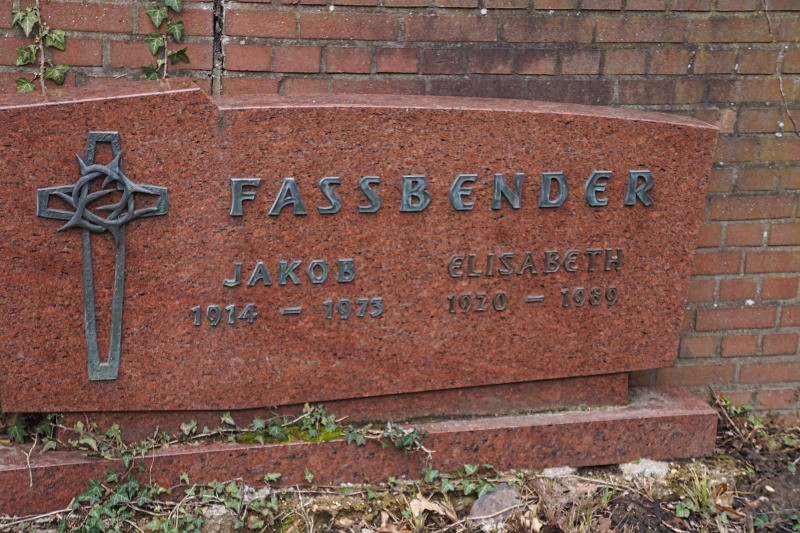 FASSBENDER
JAKOB ELISABETH
1914 – 1975 1920 – 1989